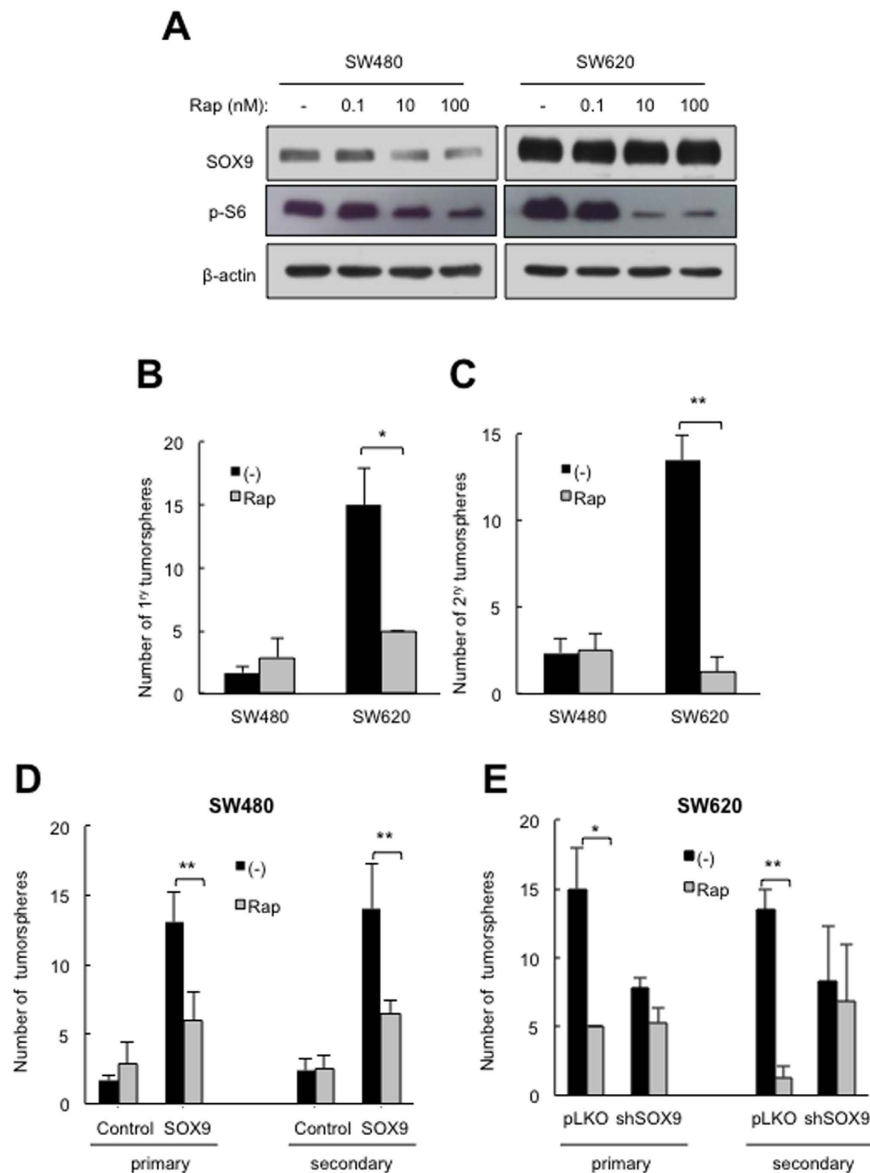 A
SW480 SW620
Rap (nM): - 0.1 10 100 - 0.1 10 100
SOX9
p-S6
β-actin
B
Number of 1ry tumorspheres
20
15
10
5
0
(-)
Rap
*
SW480 SW620
C
Number of 2ry tumorspheres
15
10
5
0
(-)
Rap
**
SW480 SW620
D
SW480
Number of tumorspheres
20
15
10
5
0
(-)
Rap
**
**
Control SOX9 Control SOX9
primary secondary
E
SW620
Number of tumorspheres
20
15
10
5
0
(-)
Rap
*
**
pLKO shSOX9 pLKO shSOX9
primary secondary